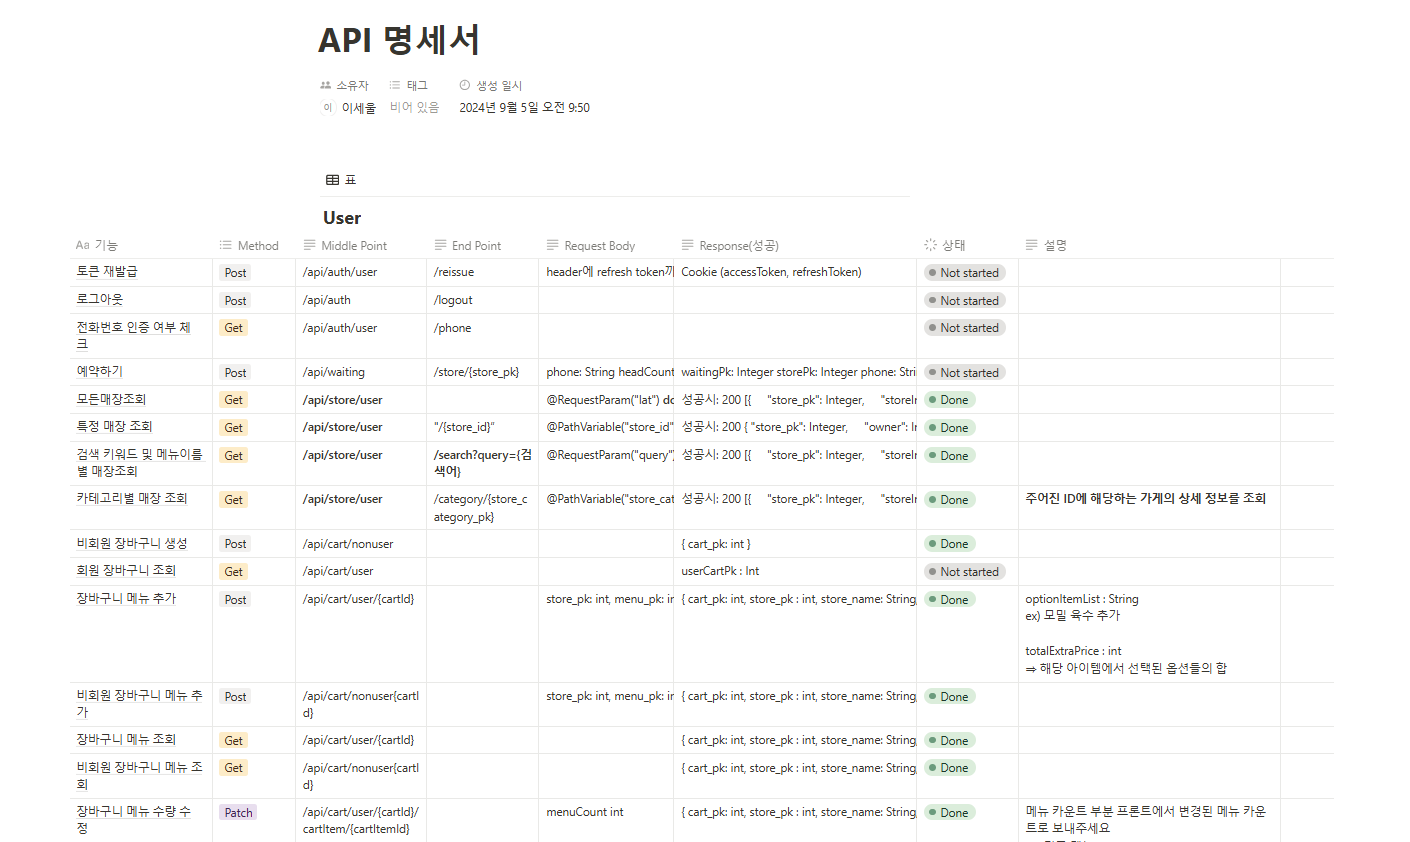 API 명세서
소유자 태그 생성 일시
이 이세울 비어 있음 2024년 9월 5일 오전 9:50
표
User
Aa 기능 Method Middle Point End Point Request Body Response(성공) 상태 설명
토큰 재발급 Post /api/auth/user /reissue header에 refresh token까 Cookie (accessToken, refreshToken) Not started
로그아웃 Post /api/auth /logout Not started
전화번호 인증 여부 체 Get /api/auth/user /phone Not started
크
예약하기 Post /api/waiting /store/{store_pk} phone: String headCount waitingPk: Integer storePk: Integer phone: Stri Not started
모든매장조회 Get /api/store/user @RequestParam("lat") do 성공시: 200 [{ "store_pk": Integer, "storeIn Done
특정 매장 조회 Get /api/store/user "/{store_id}" @PathVariable("store_id" 성공시: 200 { "store_pk": Integer, "owner": In Done
검색 키워드 및 메뉴이름 Get /api/store/user /search?query={검 @RequestParam("query") 성공시: 200 [{ "store_pk": Integer, "storeIn Done
별 매장조회 색어}
카테고리별 매장 조회 Get /api/store/user /category/{store_c @PathVariable("store_cat 성공시: 200 [{ "store_pk": Integer, "storeIn Done 주어진 ID에 해당하는 가게의 상세 정보를 조회
ategory_pk}
비회원 장바구니 생성 Post /api/cart/nonuser { cart_pk: int } Done
회원 장바구니 조회 Get /api/cart/user userCartPk : Int Not started
장바구니 메뉴 추가 Post /api/cart/user/{cartId} store_pk: int, menu_pk: in { cart_pk: int, store_pk : int, store_name: String, Done optionItemList : String
ex) 모밀 육수 추가
totalExtraPrice : int
⇒ 해당 아이템에서 선택된 옵션들의 합
비회원 장바구니 메뉴 추 Post /api/cart/nonuser{cartI store_pk: int, menu_pk: in { cart_pk: int, store_pk : int, store_name: String, Done
가 d}
장바구니 메뉴 조회 Get /api/cart/user/{cartId} { cart_pk: int, store_pk : int, store_name: String, Done
비회원 장바구니 메뉴 조 Get /api/cart/nonuser{cartI { cart_pk: int, store_pk : int, store_name: String, Done
회 d}
장바구니 메뉴 수량 수 Patch /api/cart/user/{cartId}/ menuCount int { cart_pk: int, store_pk : int, store_name: String, Done 메뉴 카운트 부분 프론트에서 변경된 메뉴 카운
정 cartItem/{cartItemId} 트로 보내주세요